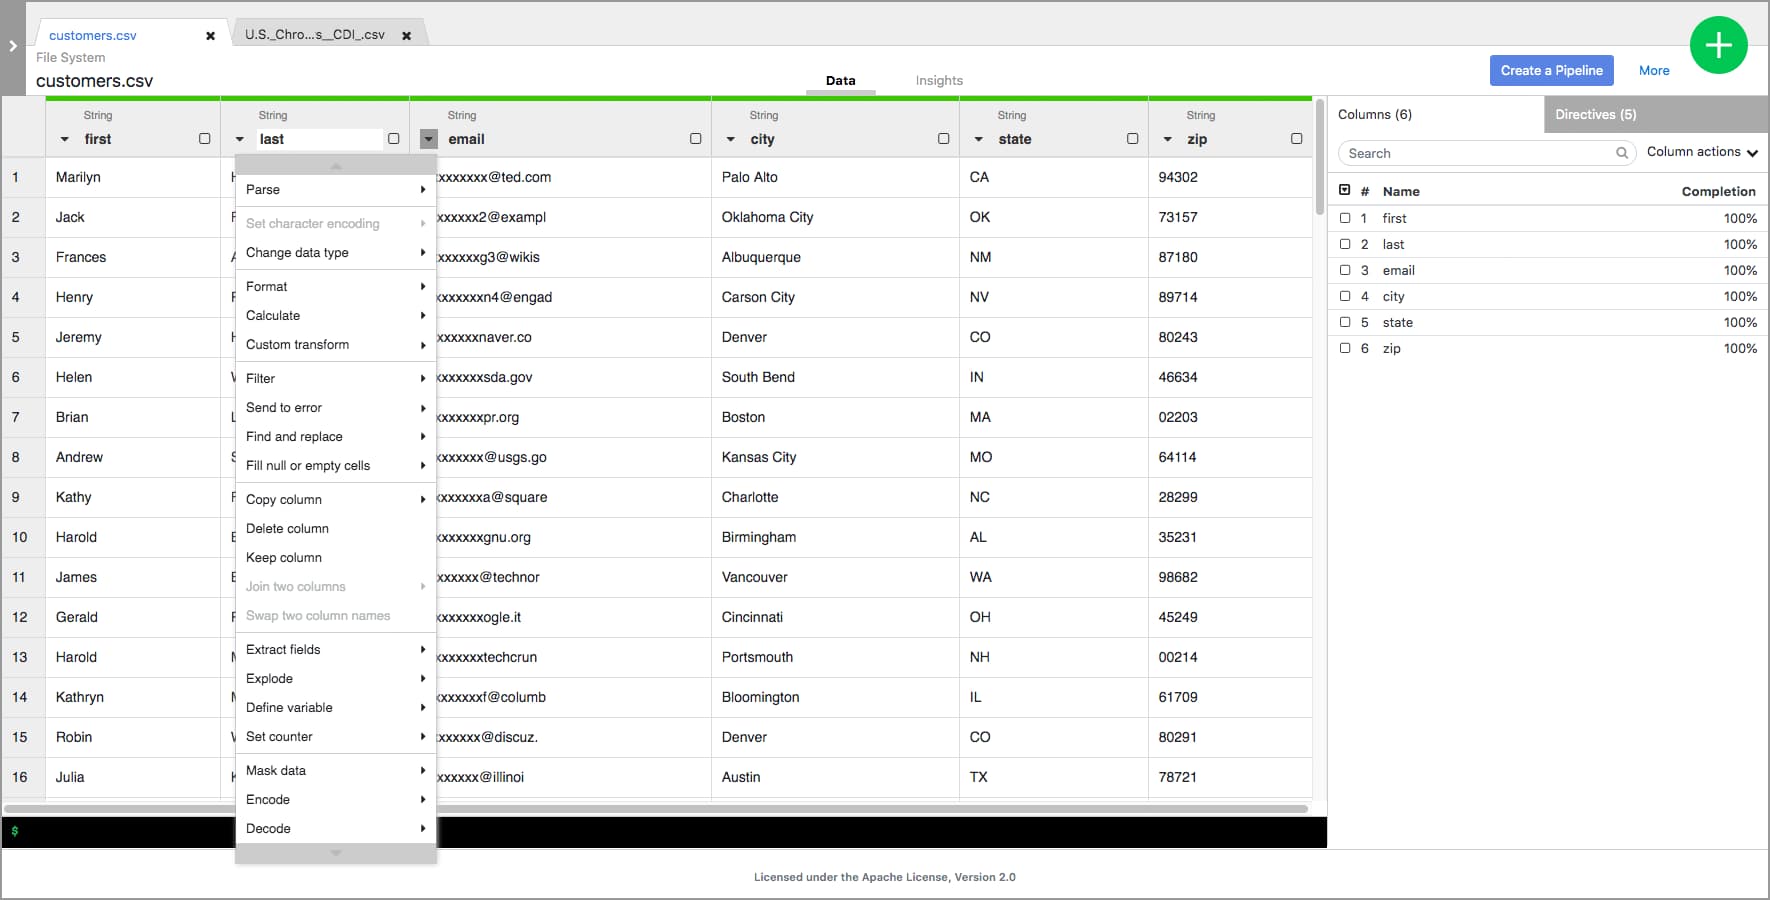 customers.csv ✖ U.S._Chro...s__CDI_.csv ✖
File System
customers.csv
Data Insights
Create a Pipeline More
String String String String String String
first last email city state zip
1 Marilyn xxxxxxx@ted.com Palo Alto CA 94302
2 Jack xxxxxx2@exampl Oklahoma City OK 73157
3 Frances xxxxxxg3@wikis Albuquerque NM 87180
4 Henry xxxxxxxn4@engad Carson City NV 89714
5 Jeremy xxxxxxnaver.co Denver CO 80243
6 Helen xxxxxxxsda.gov South Bend IN 46634
7 Brian xxxxxxxpr.org Boston MA 02203
8 Andrew xxxxxxx@usgs.go Kansas City MO 64114
9 Kathy xxxxxxxa@square Charlotte NC 28299
10 Harold xxxxxxxgnu.org Birmingham AL 35231
11 James xxxxxx@technor Vancouver WA 98682
12 Gerald xxxxxxxogle.it Cincinnati OH 45249
13 Harold xxxxxxxtechcrun Portsmouth NH 00214
14 Kathryn xxxxxxxf@columb Bloomington IL 61709
15 Robin xxxxxx@discuz. Denver CO 80291
16 Julia xxxxxx@illinoi Austin TX 78721
Parse
Set character encoding
Change data type
Format
Calculate
Custom transform
Filter
Send to error
Find and replace
Fill null or empty cells
Copy column
Delete column
Keep column
Join two columns
Swap two column names
Extract fields
Explode
Define variable
Set counter
Mask data
Encode
Decode
$
Columns (6) Directives (5)
Search Column actions
# Name Completion
1 first 100%
2 last 100%
3 email 100%
4 city 100%
5 state 100%
6 zip 100%
Licensed under the Apache License, Version 2.0